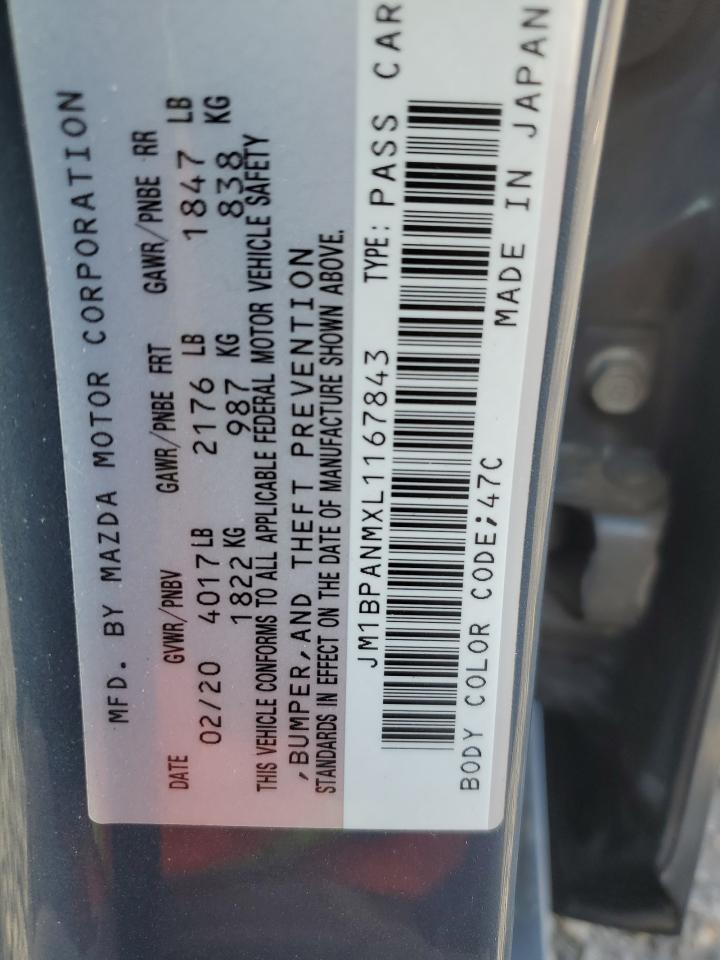 MFD. BY MAZDA MOTOR CORPORATION
DATE GVWR/PNBV GAWR/PNBE FRT GAWR/PNBE RR
02/20 4017 LB 2176 LB 1847 LB
1822 KG 987 KG 838 KG
THIS VEHICLE CONFORMS TO ALL APPLICABLE FEDERAL MOTOR VEHICLE SAFETY
,BUMPER,AND THEFT PREVENTION
STANDARDS IN EFFECT ON THE DATE OF MANUFACTURE SHOWN ABOVE.
JM1BPANMXL1167843 TYPE: PASS CAR
BODY COLOR CODE;47C MADE IN JAPAN